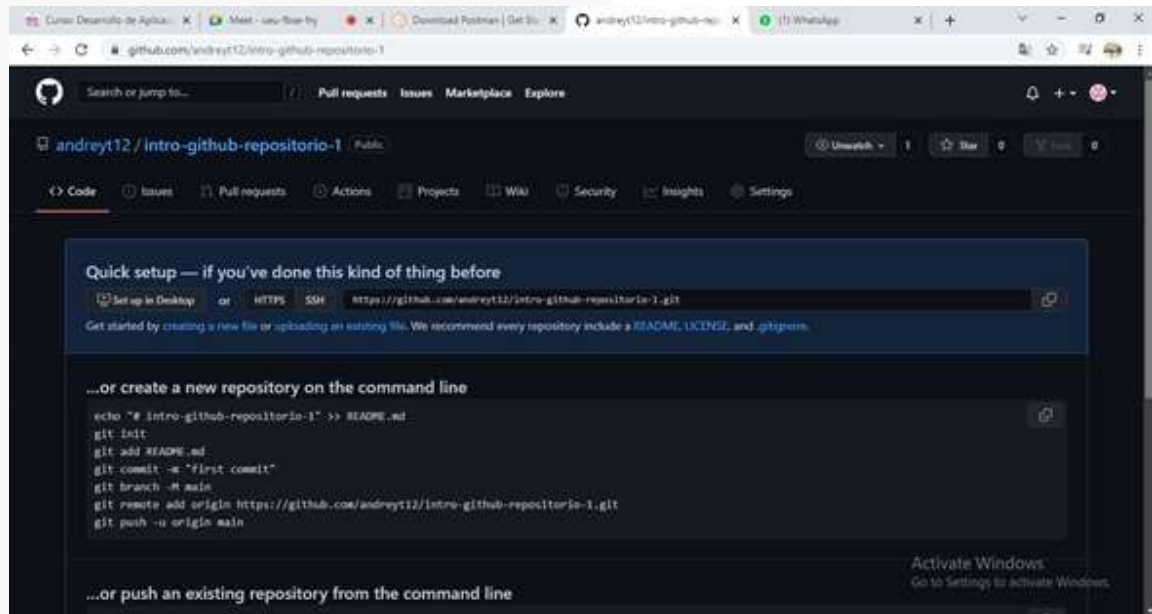 Curso Desarrollo de Aplica
Meet - 
Download Postman | Get St
andreyt12/intro-github-rep
(1) WhatsApp
github.com/andreyt12/intro-github-repositorio-1
Search or jump to...
/
Pull requests Issues Marketplace Explore
andreyt12 / intro-github-repositorio-1 Public
Unwatch 1 Star 0 Fork 0
Code Issues Pull requests Actions Projects Wiki Security Insights Settings
Quick setup — if you've done this kind of thing before
Set up in Desktop or HTTPS SSH https://github.com/andreyt12/intro-github-repositorio-1.git
Get started by creating a new file or uploading an existing file. We recommend every repository include a README, LICENSE, and .gitignore.
...or create a new repository on the command line
echo "# intro-github-repositorio-1" >> README.md
git init
git add README.md
git commit -m "first commit"
git branch -M main
git remote add origin https://github.com/andreyt12/intro-github-repositorio-1.git
git push -u origin main
Activate Windows
Go to Settings to activate Windows.
...or push an existing repository from the command line